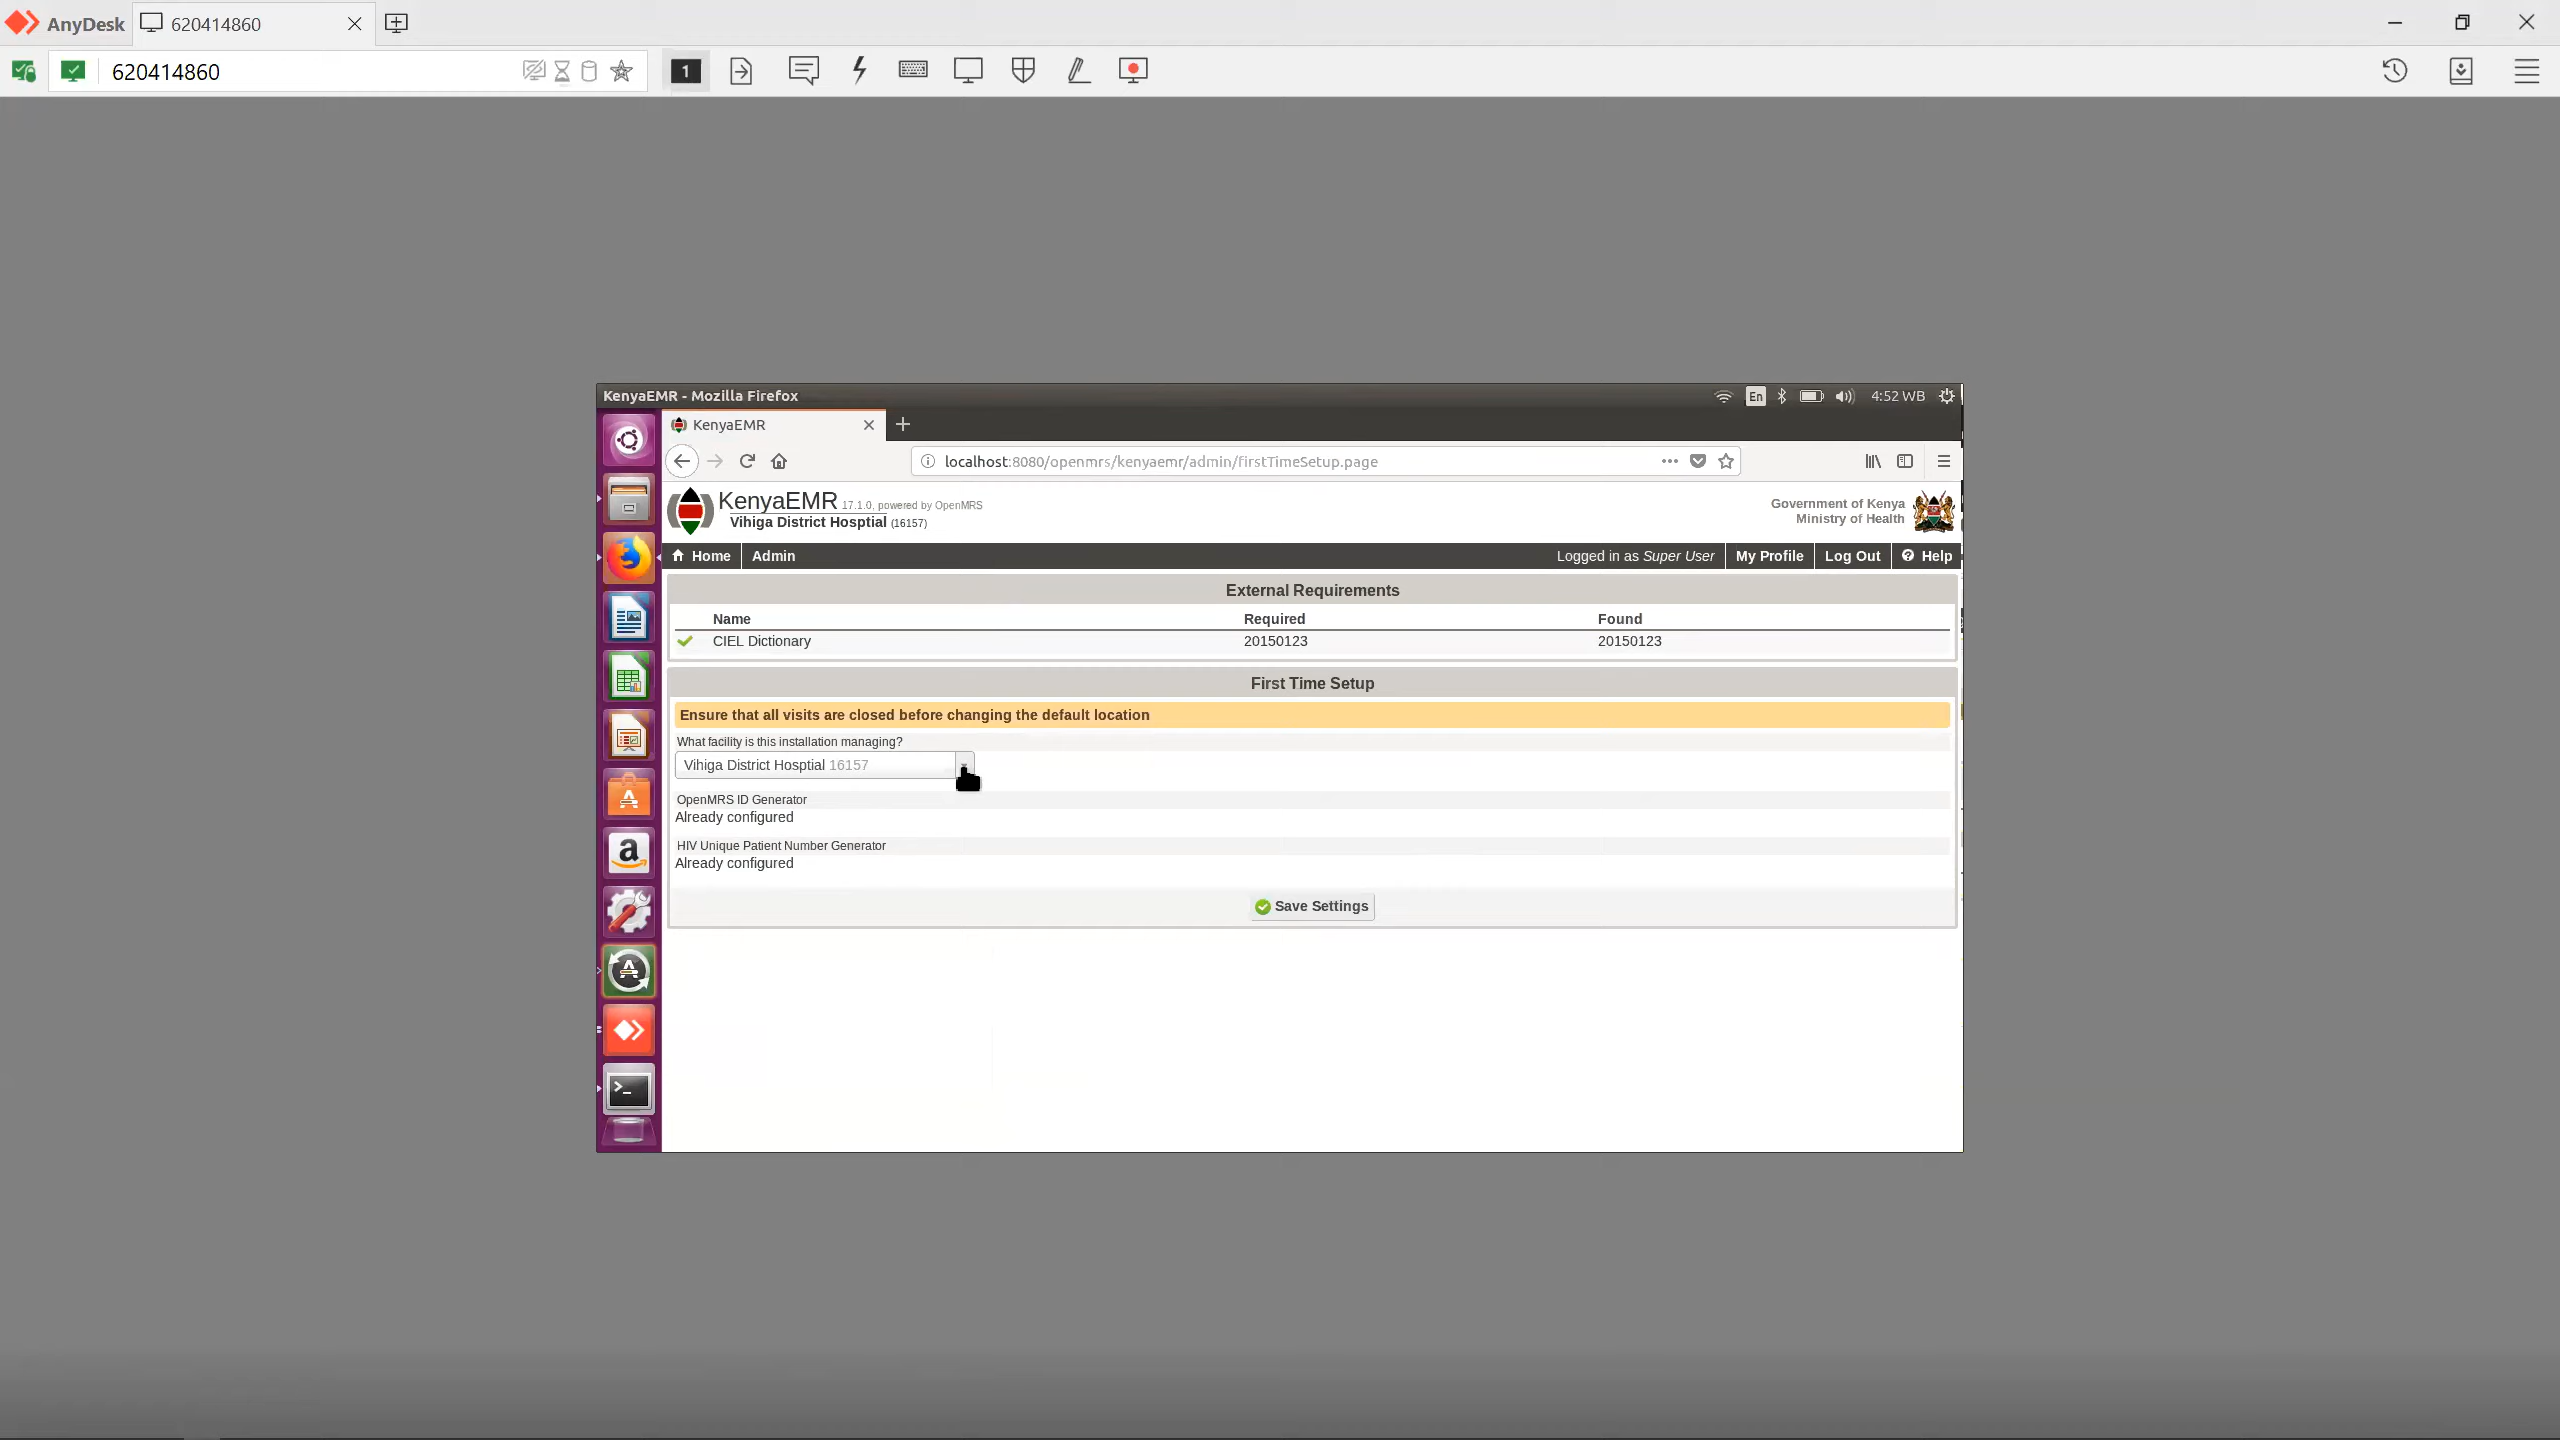 AnyDesk
620414860
620414860
1
KenyaEMR - Mozilla Firefox
En
4:52 WB
KenyaEMR
localhost:8080/openmrs/kenyaemr/admin/firstTimeSetup.page
KenyaEMR 17.1.0, powered by OpenMRS
Vihiga District Hosptial (16157)
Government of Kenya
Ministry of Health
Home
Admin
Logged in as Super User
My Profile
Log Out
Help
External Requirements
Name Required Found
CIEL Dictionary 20150123 20150123
First Time Setup
Ensure that all visits are closed before changing the default location
What facility is this installation managing?
Vihiga District Hosptial 16157
OpenMRS ID Generator
Already configured
HIV Unique Patient Number Generator
Already configured
Save Settings